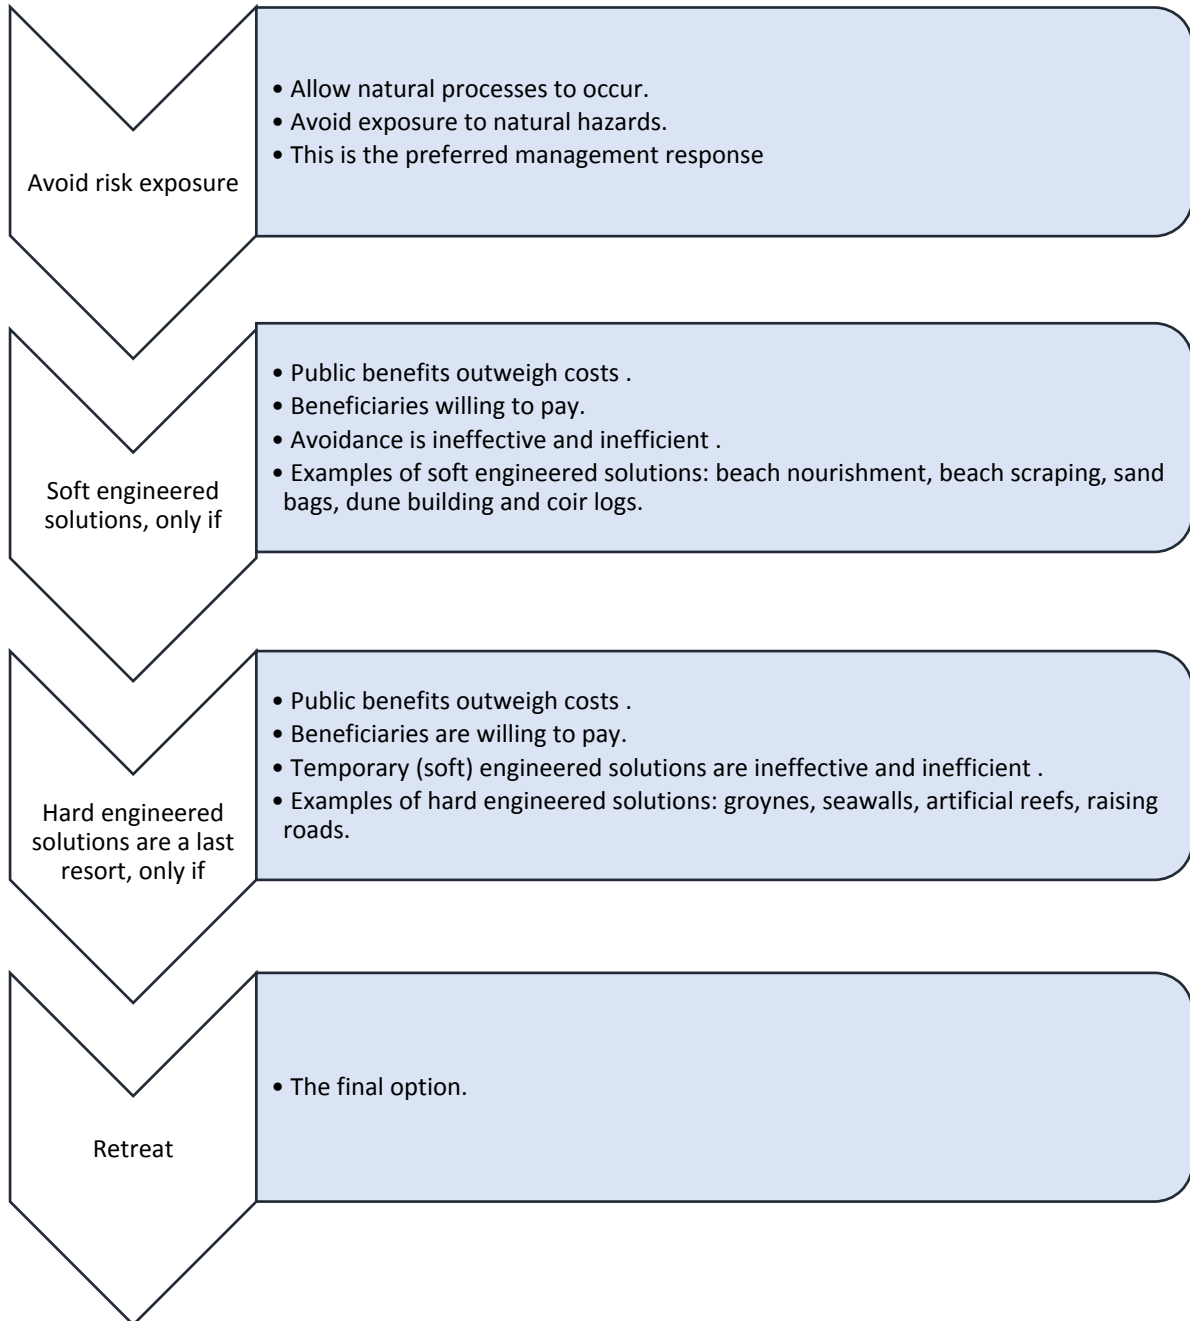 Avoid risk exposure
• Allow natural processes to occur.
• Avoid exposure to natural hazards.
• This is the preferred management response
Soft engineered
solutions, only if
• Public benefits outweigh costs .
• Beneficiaries willing to pay.
• Avoidance is ineffective and inefficient .
• Examples of soft engineered solutions: beach nourishment, beach scraping, sand
bags, dune building and coir logs.
Hard engineered
solutions are a last
resort, only if
• Public benefits outweigh costs .
• Beneficiaries are willing to pay.
• Temporary (soft) engineered solutions are ineffective and inefficient .
• Examples of hard engineered solutions: groynes, seawalls, artificial reefs, raising
roads.
Retreat
• The final option.